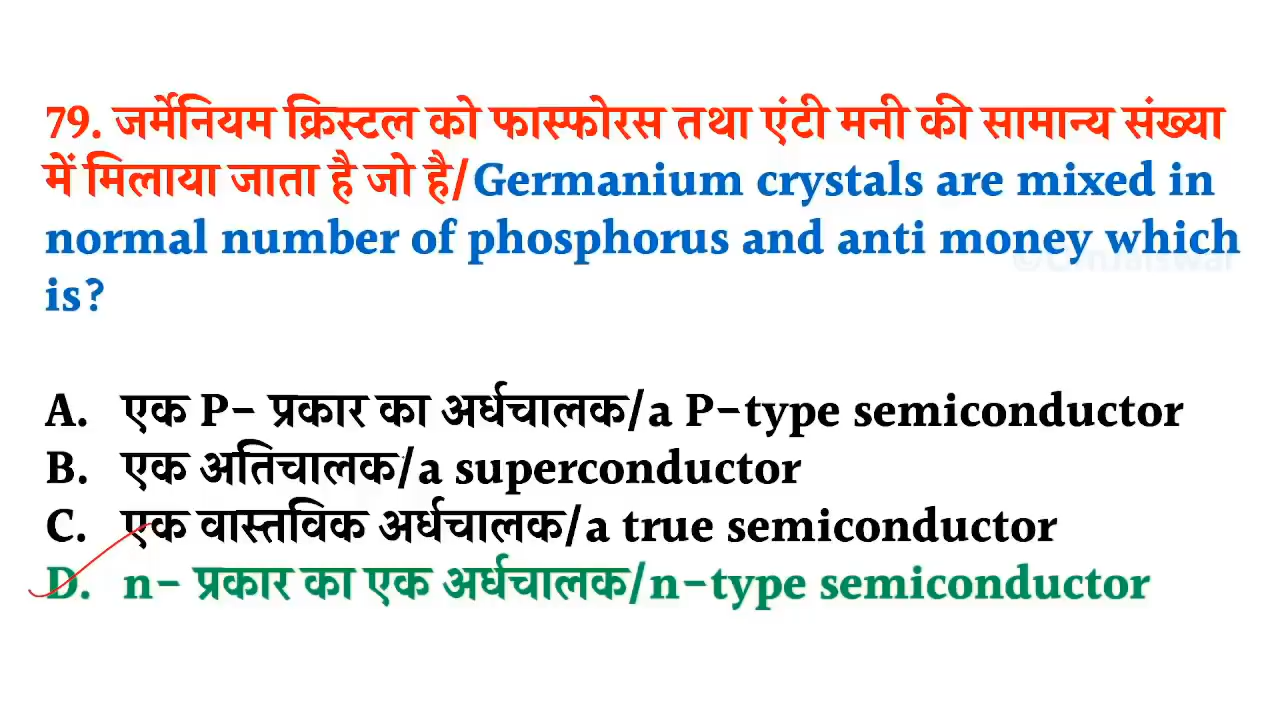 79. जर्मेनियम क्रिस्टल को फास्फोरस तथा एंटी मनी की सामान्य संख्या
में मिलाया जाता है जो है/Germanium crystals are mixed in
normal number of phosphorus and anti money which
is?
A. एक P- प्रकार का अर्धचालक/a P-type semiconductor
B. एक अतिचालक/a superconductor
C. एक वास्तविक अर्धचालक/a true semiconductor
D. n- प्रकार का एक अर्धचालक/n-type semiconductor